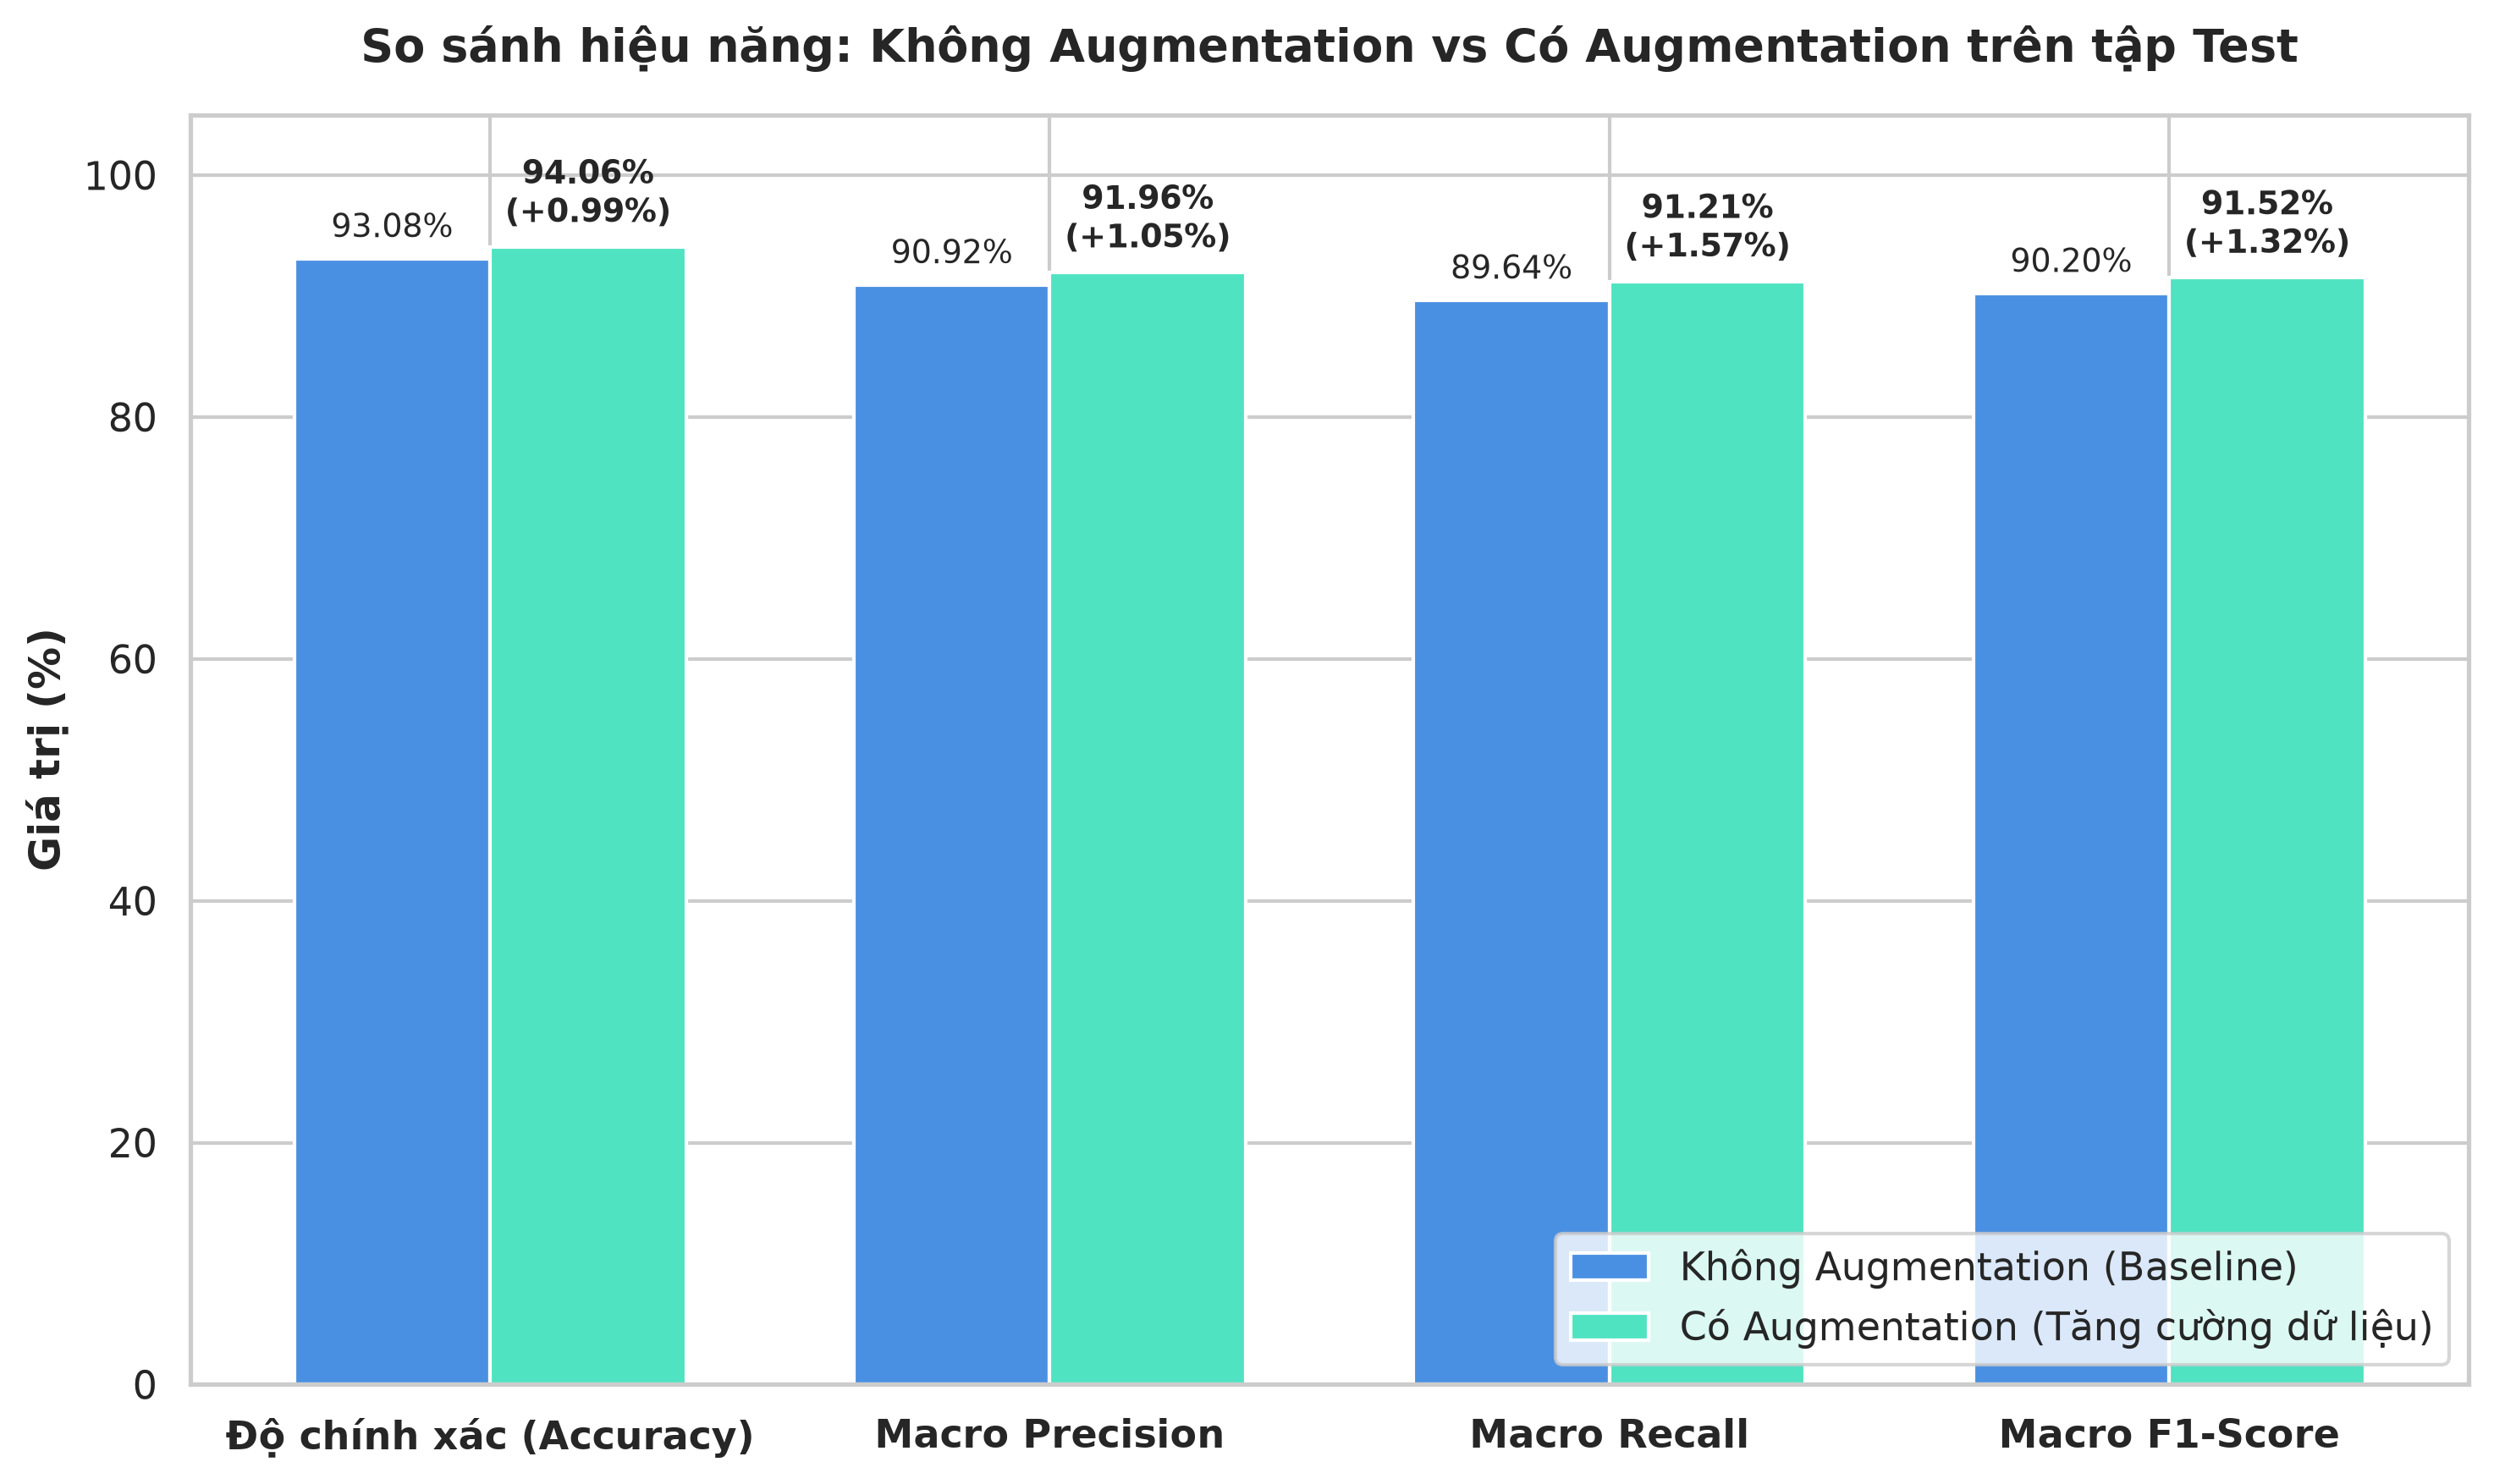 So sánh hiệu năng: Không Augmentation vs Có Augmentation trên tập Test
Giá trị (%)
100
80
60
40
20
0
93.08%
94.06%
(+0.99%)
90.92%
91.96%
(+1.05%)
89.64%
91.21%
(+1.57%)
90.20%
91.52%
(+1.32%)
Không Augmentation (Baseline)
Có Augmentation (Tăng cường dữ liệu)
Độ chính xác (Accuracy)
Macro Precision
Macro Recall
Macro F1-Score